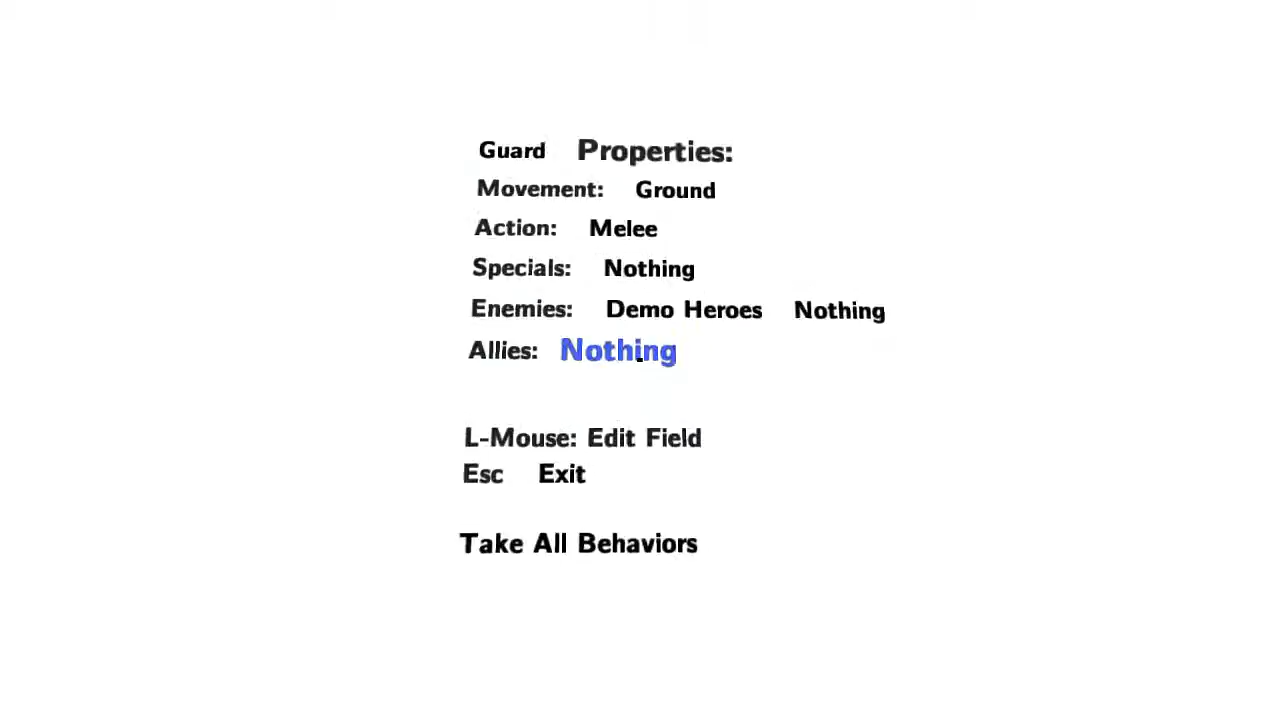 Guard Properties:
Movement: Ground
Action: Melee
Specials: Nothing
Enemies: Demo Heroes Nothing
Allies: Nothing
L-Mouse: Edit Field
Esc Exit
Take All Behaviors